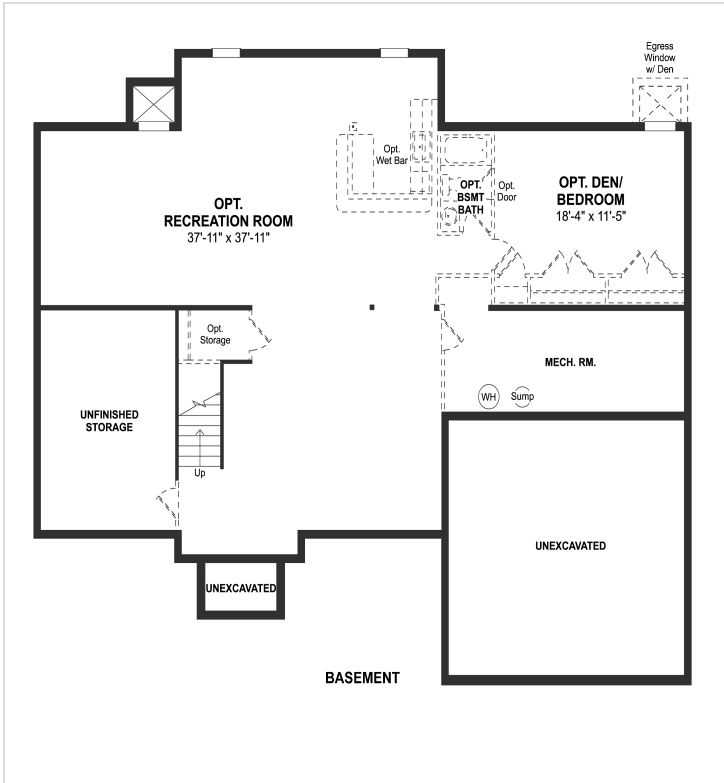 Egress
Window
w/ Den
Opt.
Wet Bar
OPT.
BSMT
BATH
Opt.
Door
OPT. DEN/
BEDROOM
18'-4" x 11'-5"
OPT.
RECREATION ROOM
37'-11" x 37'-11"
Opt.
Storage
MECH. RM.
WH
Sump
UNFINISHED
STORAGE
Up
UNEXCAVATED
UNEXCAVATED
BASEMENT